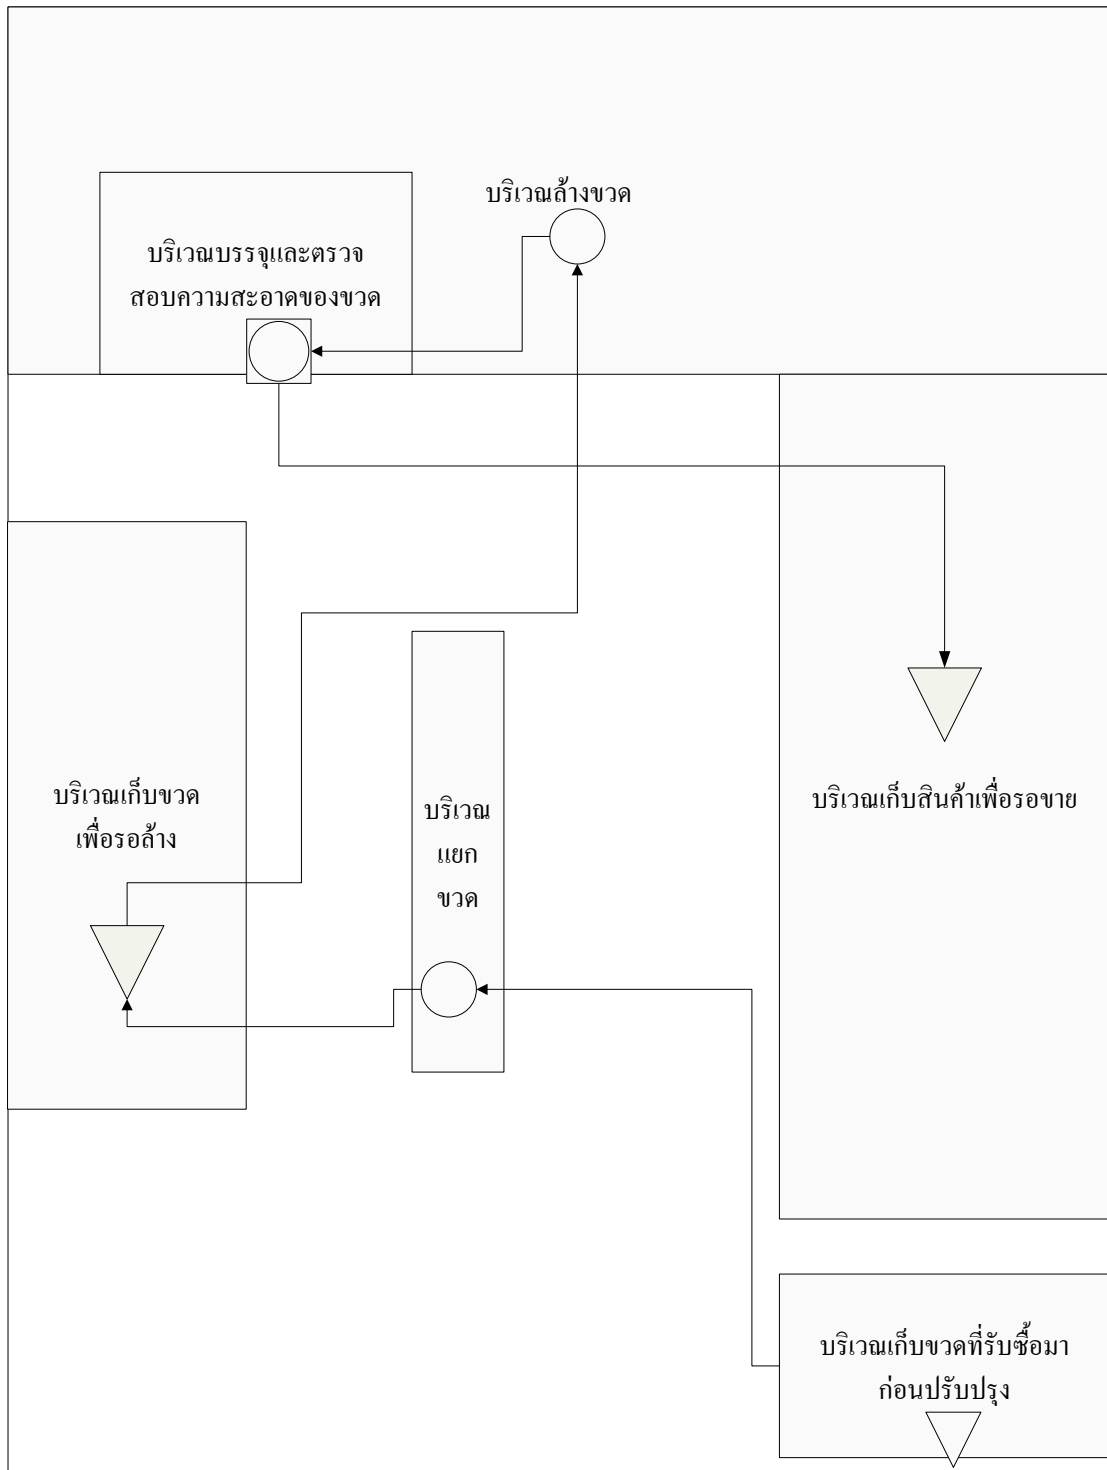 บริเวณล้างขวด
บริเวณบรรจุและตรวจ
สอบความสะอาดของขวด
บริเวณเก็บขวด
เพื่อรอล้าง
บริเวณ
แยก
ขวด
บริเวณเก็บสินค้าเพื่อรอขาย
บริเวณเก็บขวดที่รับซื้อมา
ก่อนปรับปรุง